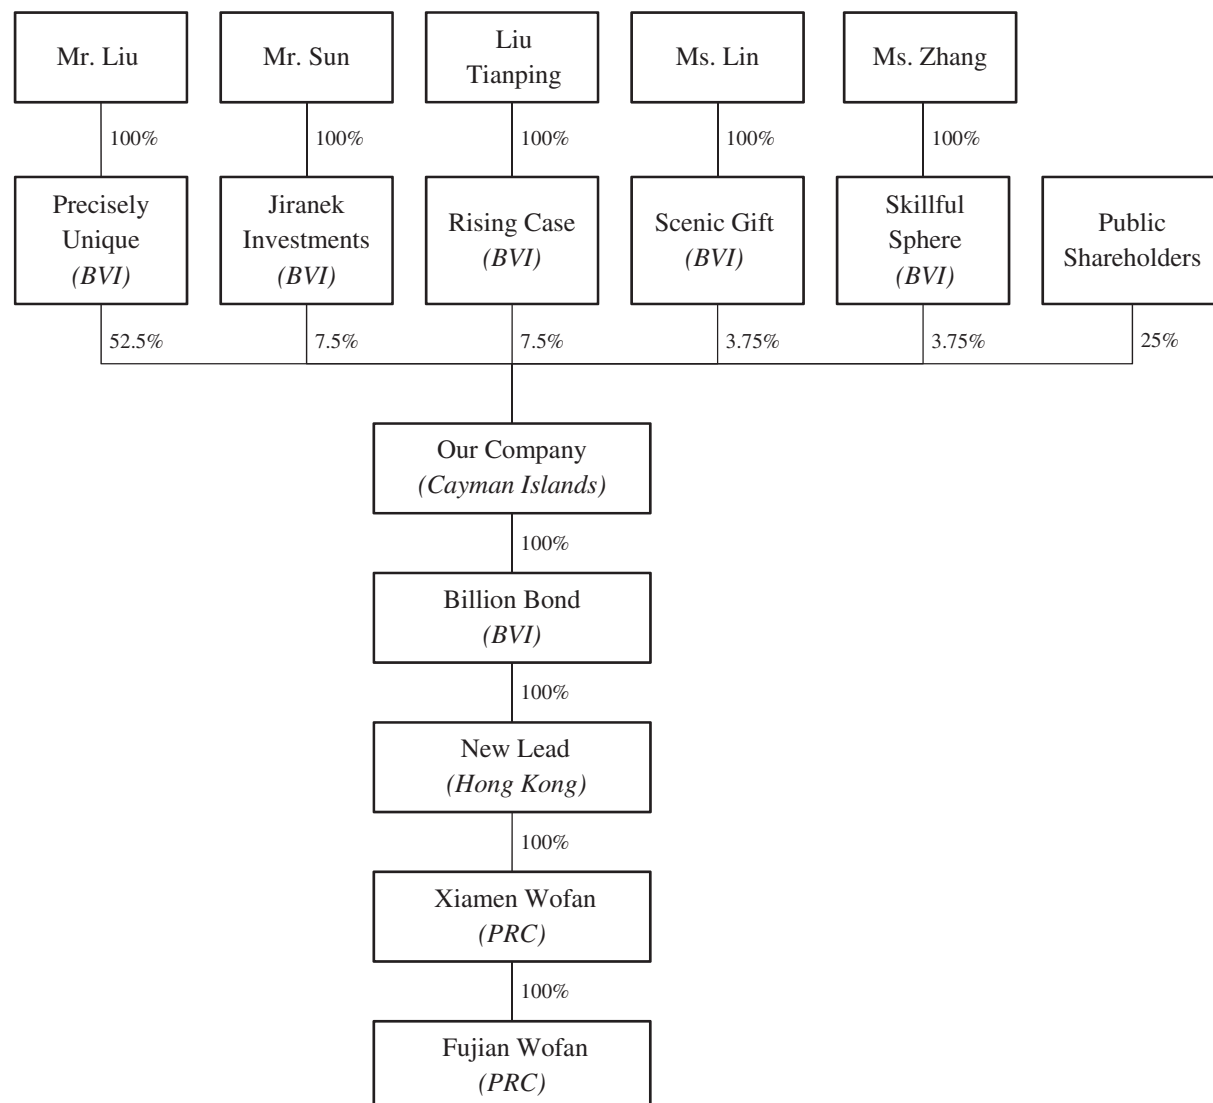 Mr. Liu
Mr. Sun
Liu
Tianping
Ms. Lin
Ms. Zhang
100%
100%
100%
100%
100%
Precisely
Unique
(BVI)
Jiranek
Investments
(BVI)
Rising Case
(BVI)
Scenic Gift
(BVI)
Skillful
Sphere
(BVI)
Public
Shareholders
52.5%
7.5%
7.5%
3.75%
3.75%
25%
Our Company
(Cayman Islands)
100%
Billion Bond
(BVI)
100%
New Lead
(Hong Kong)
100%
Xiamen Wofan
(PRC)
100%
Fujian Wofan
(PRC)